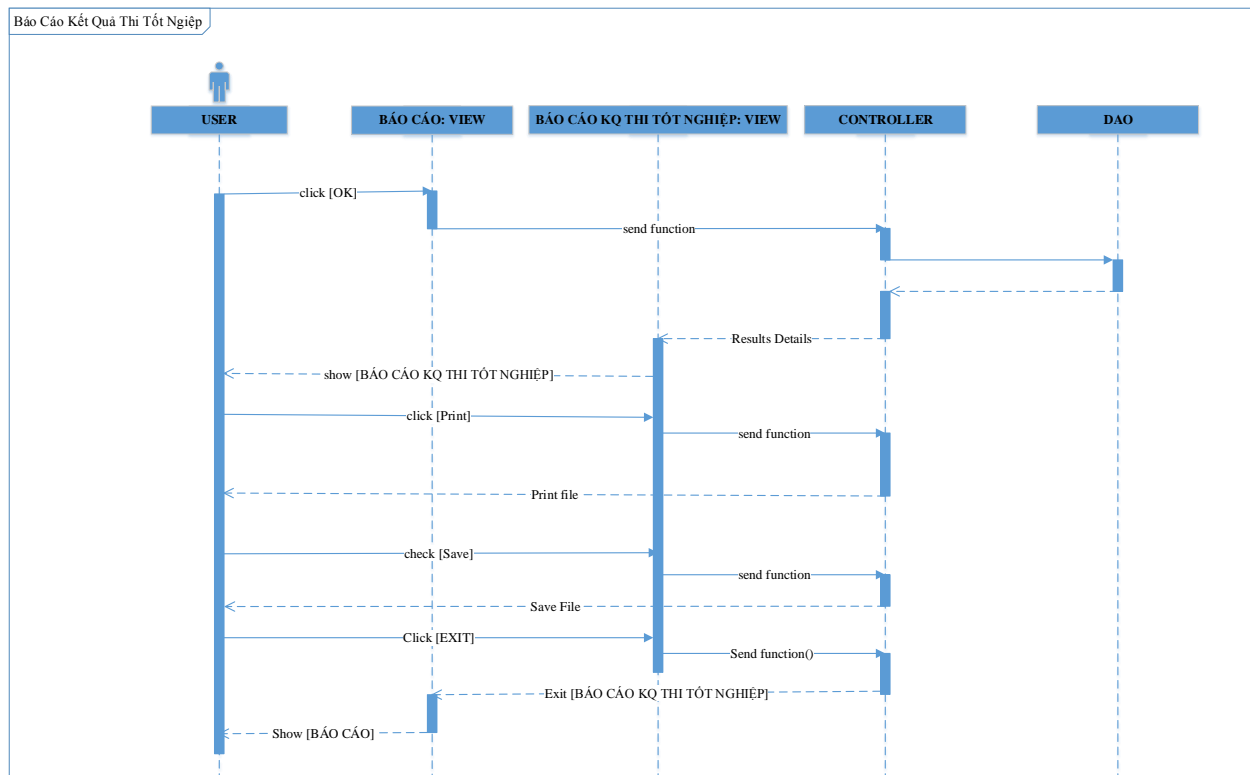 Báo Cáo Kết Quả Thi Tốt Ngiệp
USER
BÁO CÁO: VIEW
BÁO CÁO KQ THI TỐT NGHIỆP: VIEW
CONTROLLER
DAO
click [OK]
send function
Results Details
show [BÁO CÁO KQ THI TỐT NGHIỆP]
click [Print]
send function
Print file
check [Save]
send function
Save File
Click [EXIT]
Send function()
Exit [BÁO CÁO KQ THI TỐT NGHIỆP]
Show [BÁO CÁO]